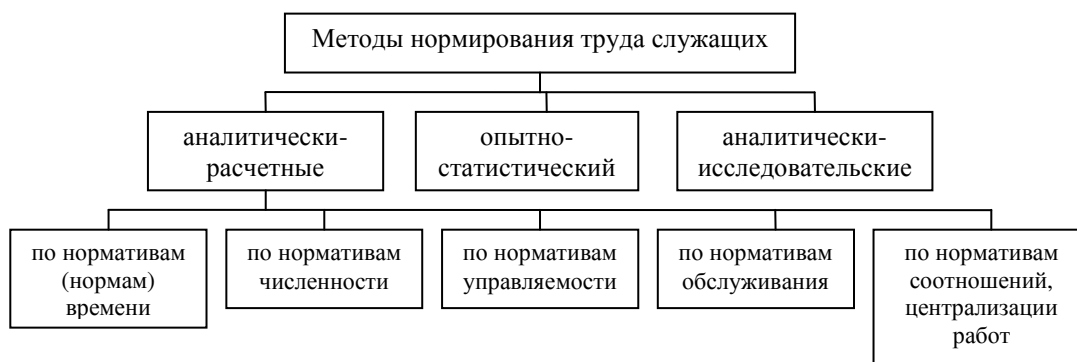 Методы нормирования труда служащих
аналитически-
расчетные
опытно-
статистический
аналитически-
исследовательские
по нормативам
(нормам)
времени
по нормативам
численности
по нормативам
управляемости
по нормативам
обслуживания
по нормативам
соотношений,
централизации
работ